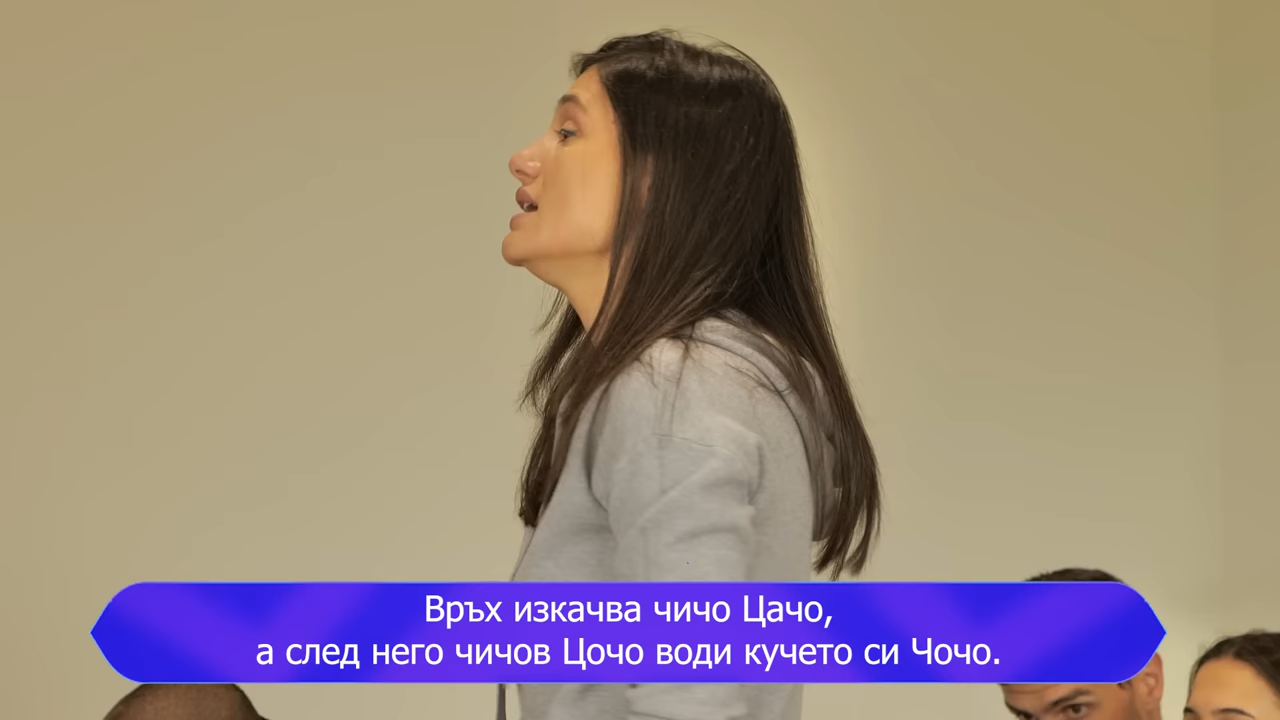 Връх изкачва чичо Цачо,
а след него чичов Цочо води кучето си Чочо.